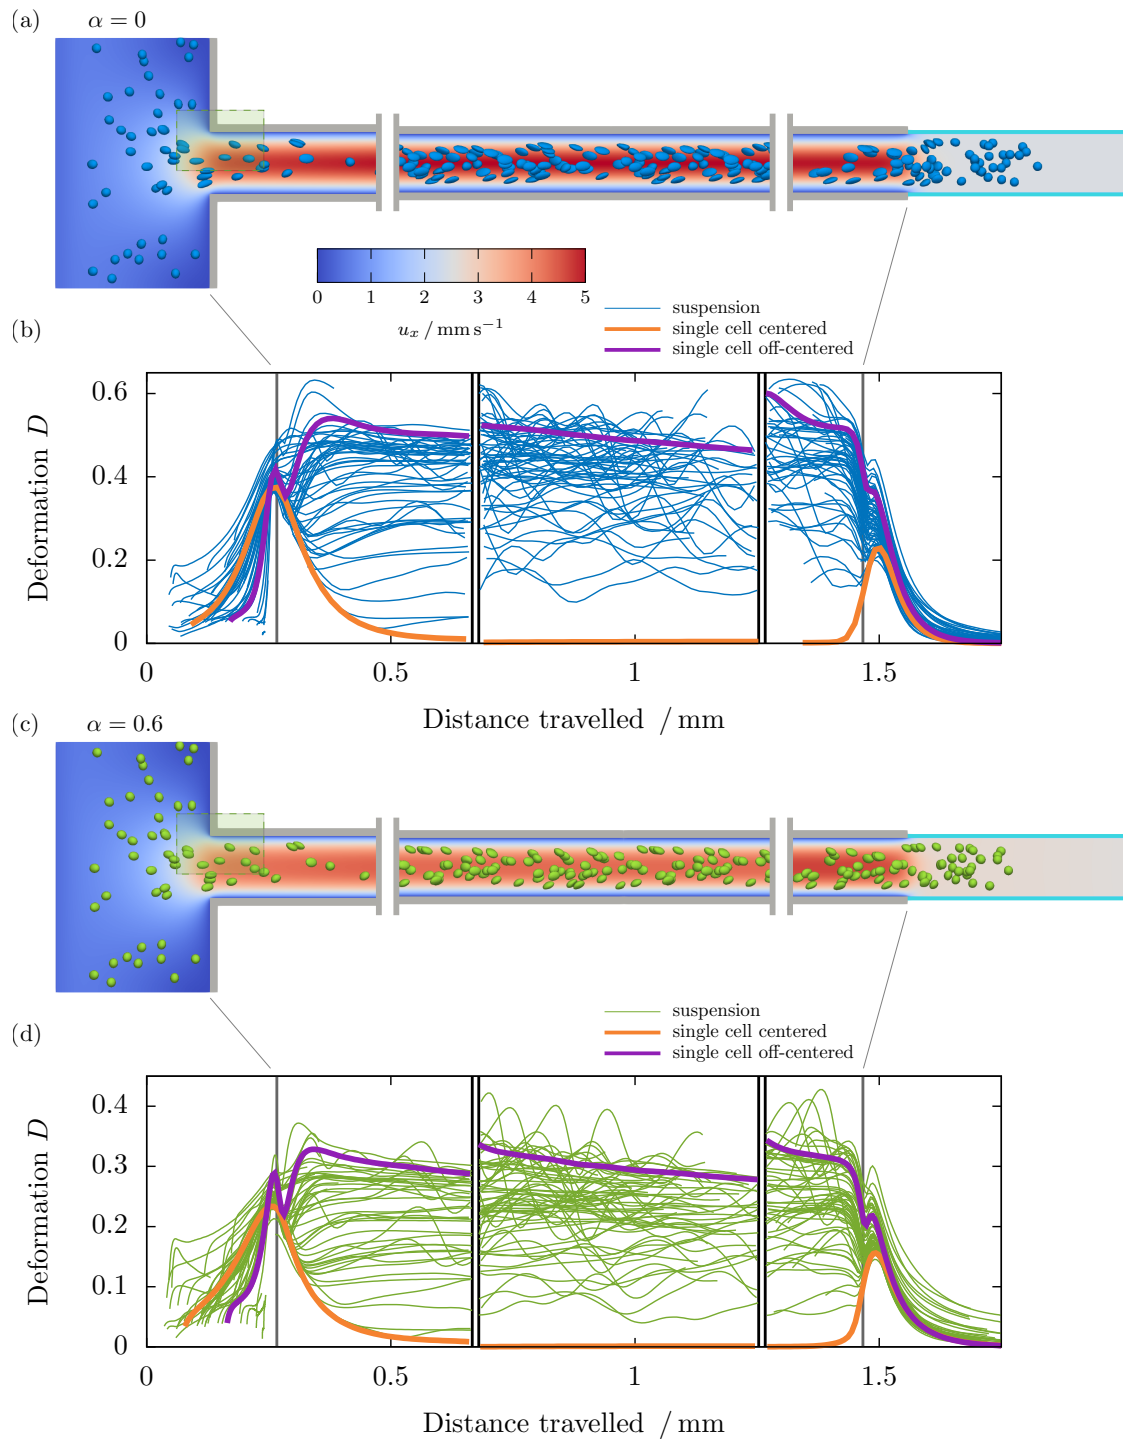 (a)
α = 0
0 1 2 3 4 5
u_x / mm s⁻¹
(b)
suspension
single cell centered
single cell off-centered
Deformation D
0.6
0.4
0.2
0
0 0.5 1 1.5
Distance travelled / mm
(c)
α = 0.6
(d)
suspension
single cell centered
single cell off-centered
Deformation D
0.4
0.3
0.2
0.1
0
0 0.5 1 1.5
Distance travelled / mm